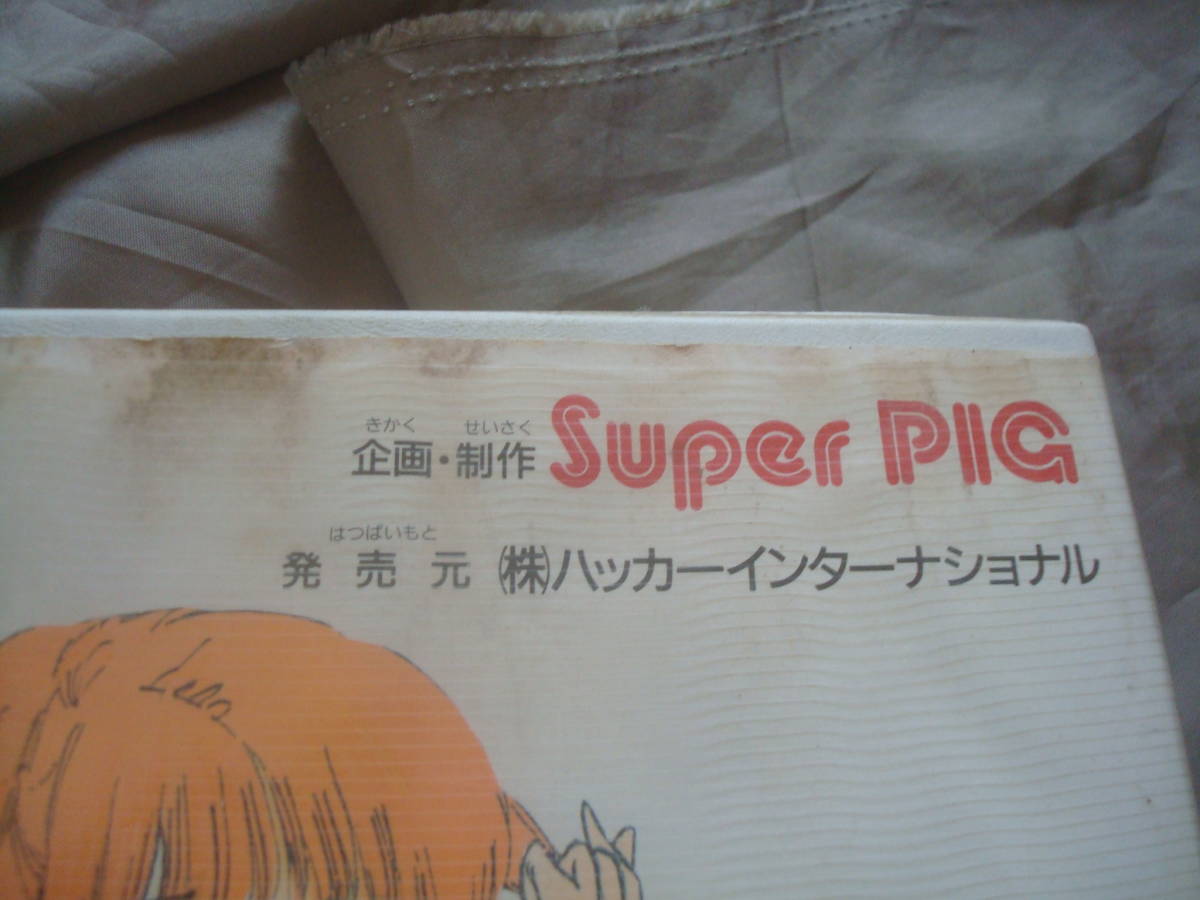 きかく せいさく
企画・制作 Super PIG
はつばいもと
発売元 ㈱ハッカーインターナショナル